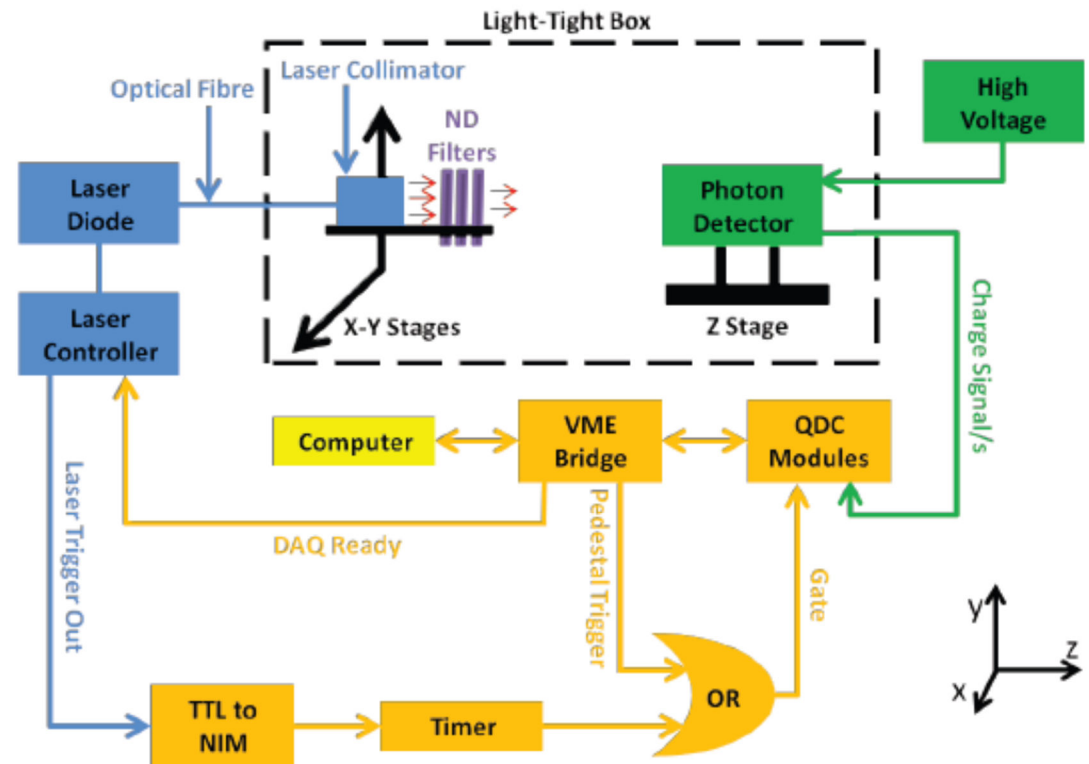 Light-Tight Box
Laser Collimator
Optical Fibre
ND
Filters
High
Voltage
Laser
Diode
Photon
Detector
Laser
Controller
X-Y Stages
Z Stage
Charge Signal/s
Computer
VME
Bridge
QDC
Modules
DAQ Ready
Laser Trigger Out
Pedestal Trigger
Gate
y
z
x
TTL to
NIM
Timer
OR